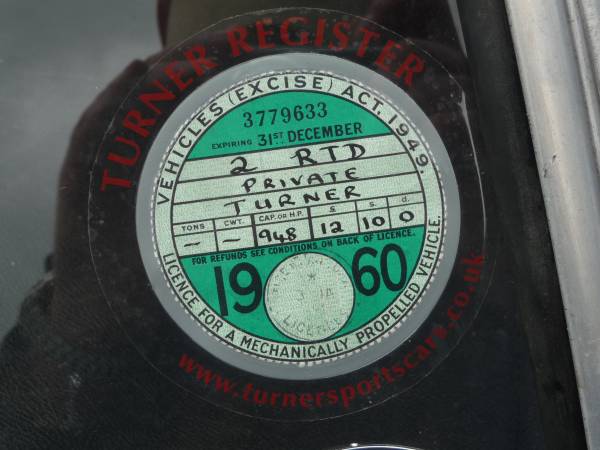 TURNER REGISTER
VEHICLES (EXCISE) ACT, 1949.
3779633
EXPIRING 31ST DECEMBER
2 RTD
PRIVATE
TURNER
TONS CWT. CAP. OR H.P. £ s. d.
— — 948 12 10 0
FOR REFUNDS SEE CONDITIONS ON BACK OF LICENCE.
1960
LICENCE
LICENCE FOR A MECHANICALLY PROPELLED VEHICLE.
www.turnersportscars.co.uk